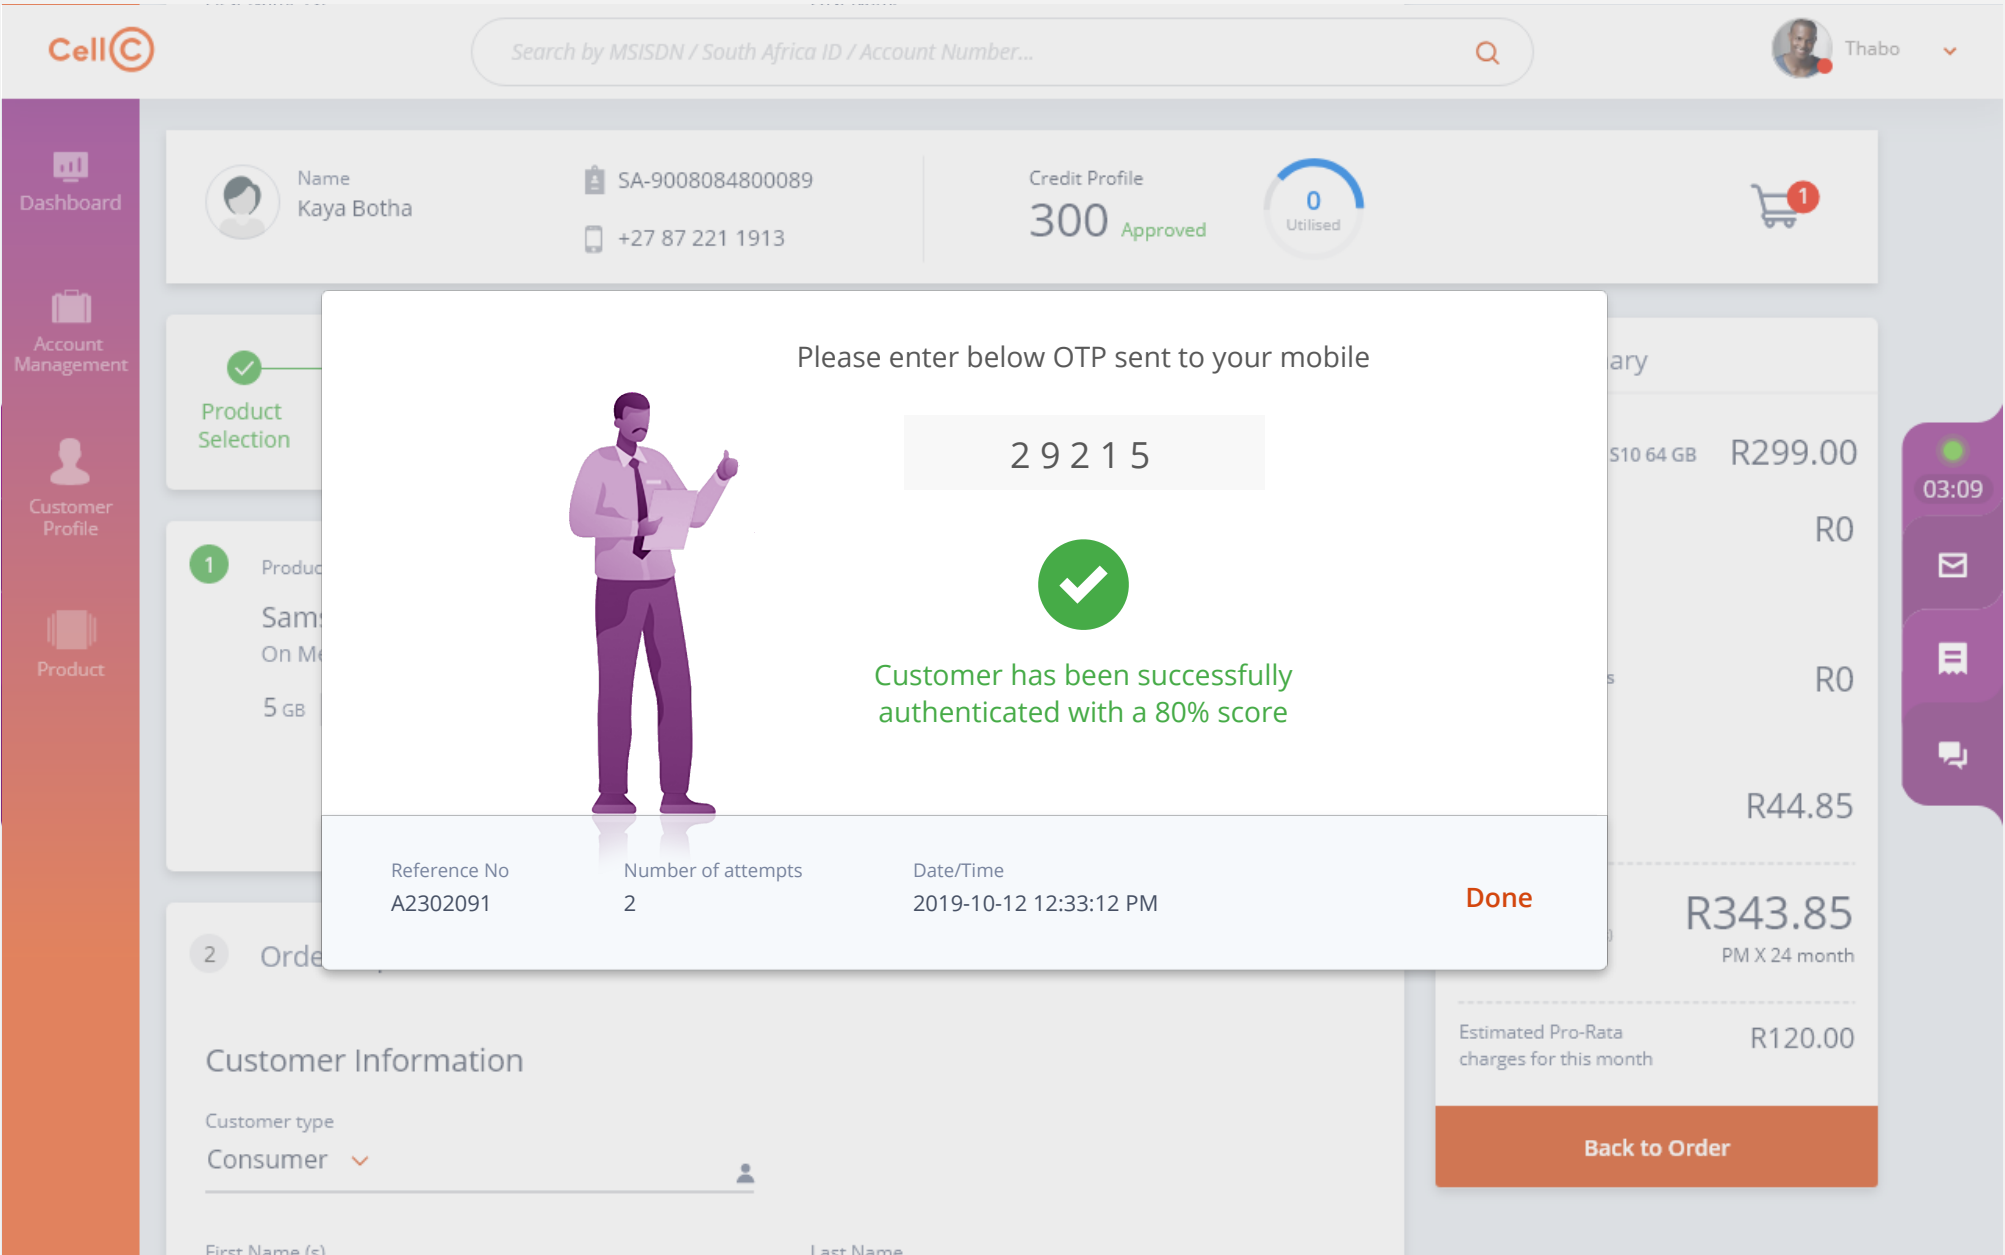 CellC
Search by MSISDN / South Africa ID / Account Number...
Thabo
Dashboard
Account
Management
Customer
Profile
Product
Name
Kaya Botha
SA-9008084800089
+27 87 221 1913
Credit Profile
300 Approved
0
Utilised
1
Product
Selection
1
Sams
On Me
5 GB
Please enter below OTP sent to your mobile
2 9 2 1 5
Customer has been successfully
authenticated with a 80% score
Reference No
A2302091
Number of attempts
2
Date/Time
2019-10-12 12:33:12 PM
Done
ary
S10 64 GB R299.00
R0
s R0
R44.85
R343.85
PM X 24 month
Estimated Pro-Rata
charges for this month
R120.00
Back to Order
03:09
2
Customer Information
Customer type
Consumer
First Name (s)
Last Name